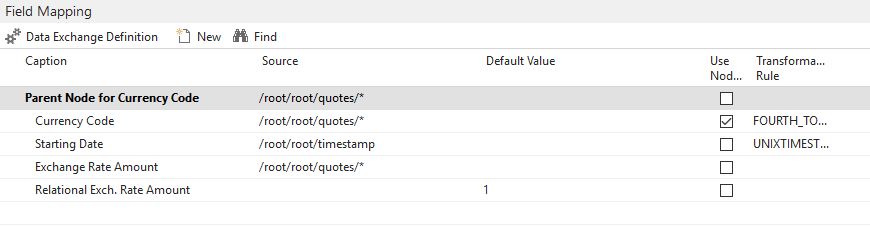 Field Mapping
Data Exchange Definition New Find
Caption Source Default Value Use Nod... Transforma... Rule
Parent Node for Currency Code /root/root/quotes/*
Currency Code /root/root/quotes/* FOURTH_TO...
Starting Date /root/root/timestamp UNIXTIMEST...
Exchange Rate Amount /root/root/quotes/*
Relational Exch. Rate Amount 1